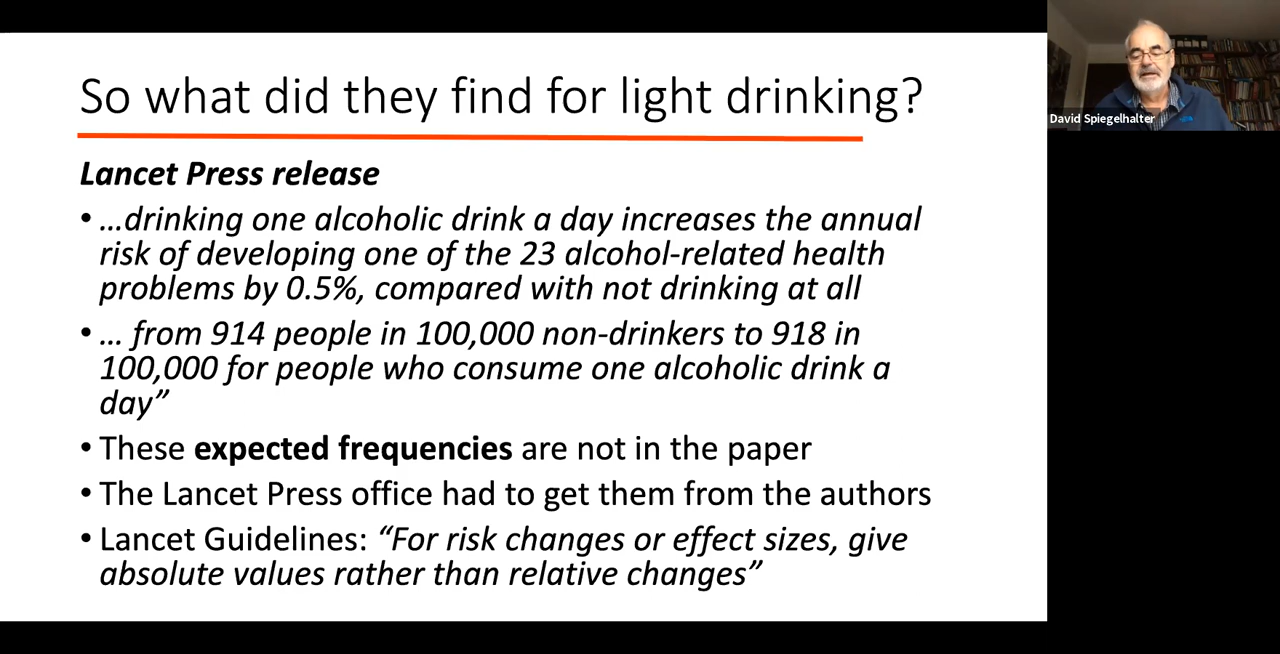 So what did they find for light drinking?
Lancet Press release
• …drinking one alcoholic drink a day increases the annual
risk of developing one of the 23 alcohol-related health
problems by 0.5%, compared with not drinking at all
• … from 914 people in 100,000 non-drinkers to 918 in
100,000 for people who consume one alcoholic drink a
day”
• These expected frequencies are not in the paper
• The Lancet Press office had to get them from the authors
• Lancet Guidelines: “For risk changes or effect sizes, give
absolute values rather than relative changes”
David Spiegelhalter